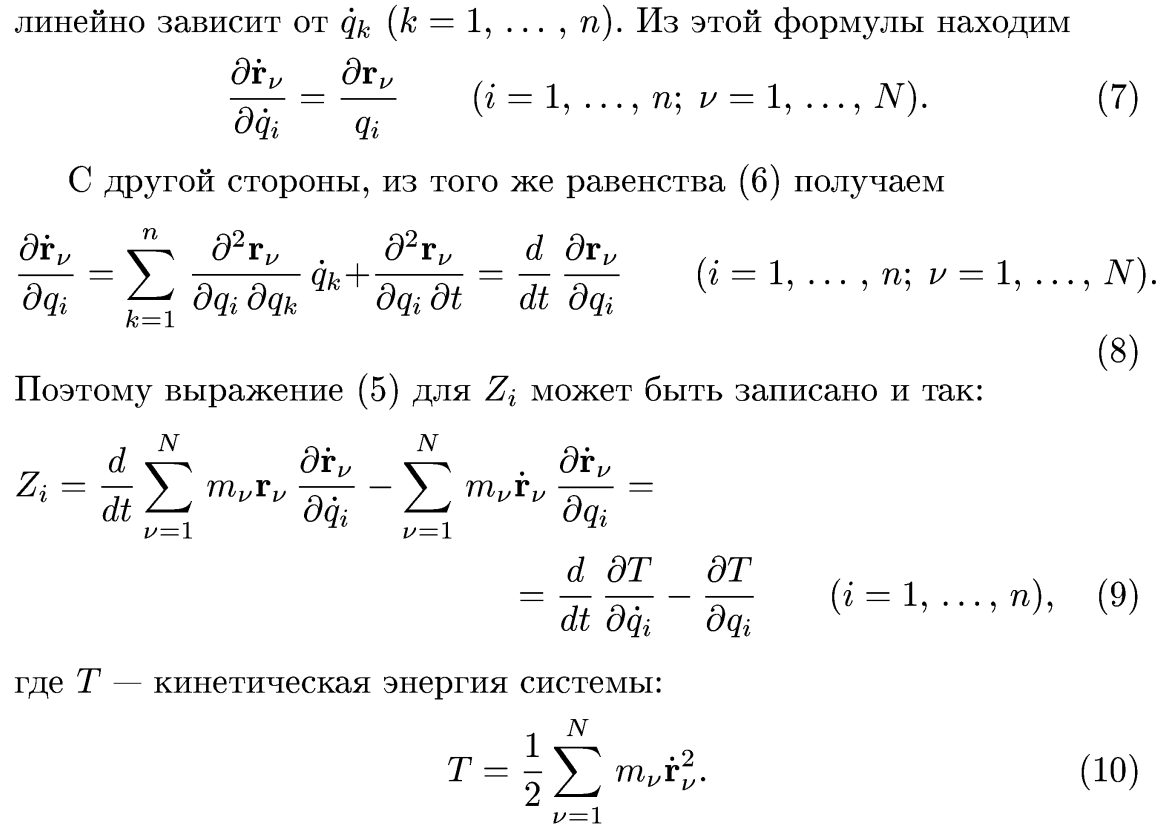 линейно зависит от $\dot{q}_k$ $(k = 1, \ldots, n)$. Из этой формулы находим
$\frac{\partial \dot{\mathbf{r}}_\nu}{\partial \dot{q}_i} = \frac{\partial \mathbf{r}_\nu}{q_i} \qquad (i = 1, \ldots, n; \; \nu = 1, \ldots, N). \qquad (7)$
С другой стороны, из того же равенства (6) получаем
$\frac{\partial \dot{\mathbf{r}}_\nu}{\partial q_i} = \sum_{k=1}^{n} \frac{\partial^2 \mathbf{r}_\nu}{\partial q_i \, \partial q_k} \dot{q}_k + \frac{\partial^2 \mathbf{r}_\nu}{\partial q_i \, \partial t} = \frac{d}{dt} \frac{\partial \mathbf{r}_\nu}{\partial q_i} \qquad (i = 1, \ldots, n; \; \nu = 1, \ldots, N).$
(8)
Поэтому выражение (5) для $Z_i$ может быть записано и так:
$Z_i = \frac{d}{dt} \sum_{\nu=1}^{N} m_\nu \mathbf{r}_\nu \frac{\partial \dot{\mathbf{r}}_\nu}{\partial \dot{q}_i} - \sum_{\nu=1}^{N} m_\nu \dot{\mathbf{r}}_\nu \frac{\partial \dot{\mathbf{r}}_\nu}{\partial q_i} =$
$= \frac{d}{dt} \frac{\partial T}{\partial \dot{q}_i} - \frac{\partial T}{\partial q_i} \qquad (i = 1, \ldots, n), \quad (9)$
где $T$ — кинетическая энергия системы:
$T = \frac{1}{2} \sum_{\nu=1}^{N} m_\nu \dot{\mathbf{r}}_\nu^2. \qquad (10)$